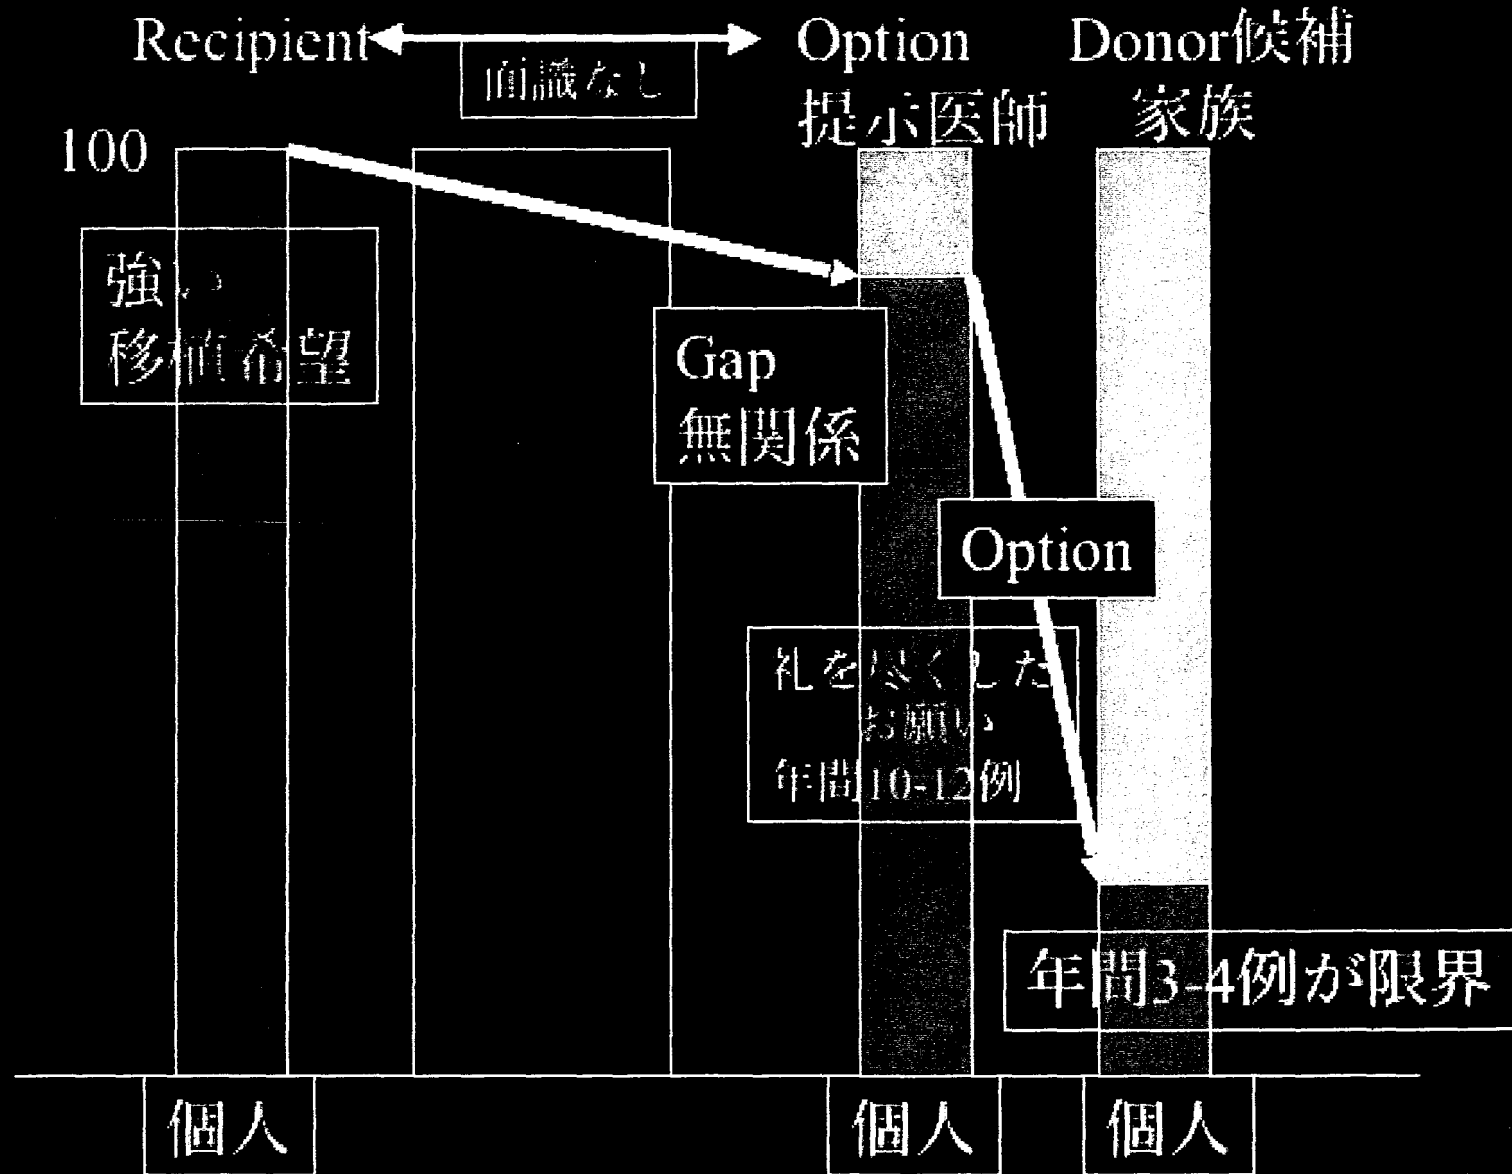 Recipient
面識なし
Option
提示医師
Donor候補
家族
100
強い
移植希望
Gap
無関係
Option
礼を尽くした
お願い
年間10-12例
年間3-4例が限界
個人
個人
個人